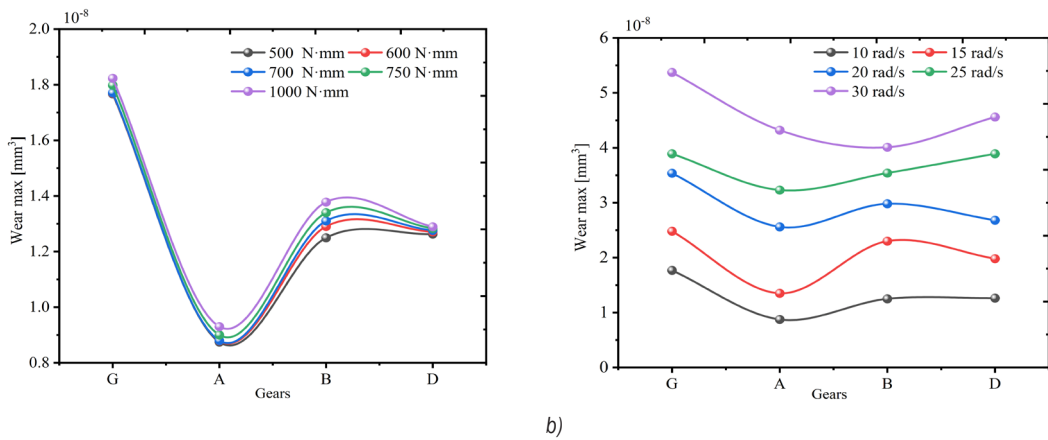 10⁻⁸
2.0
1.8
1.6
1.4
1.2
1.0
0.8
Wear max [mm³]
500 N·mm 600 N·mm
700 N·mm 750 N·mm
1000 N·mm
G A B D
Gears
10⁻⁸
6
5
4
3
2
1
0
Wear max [mm³]
10 rad/s 15 rad/s
20 rad/s 25 rad/s
30 rad/s
G A B D
Gears
b)